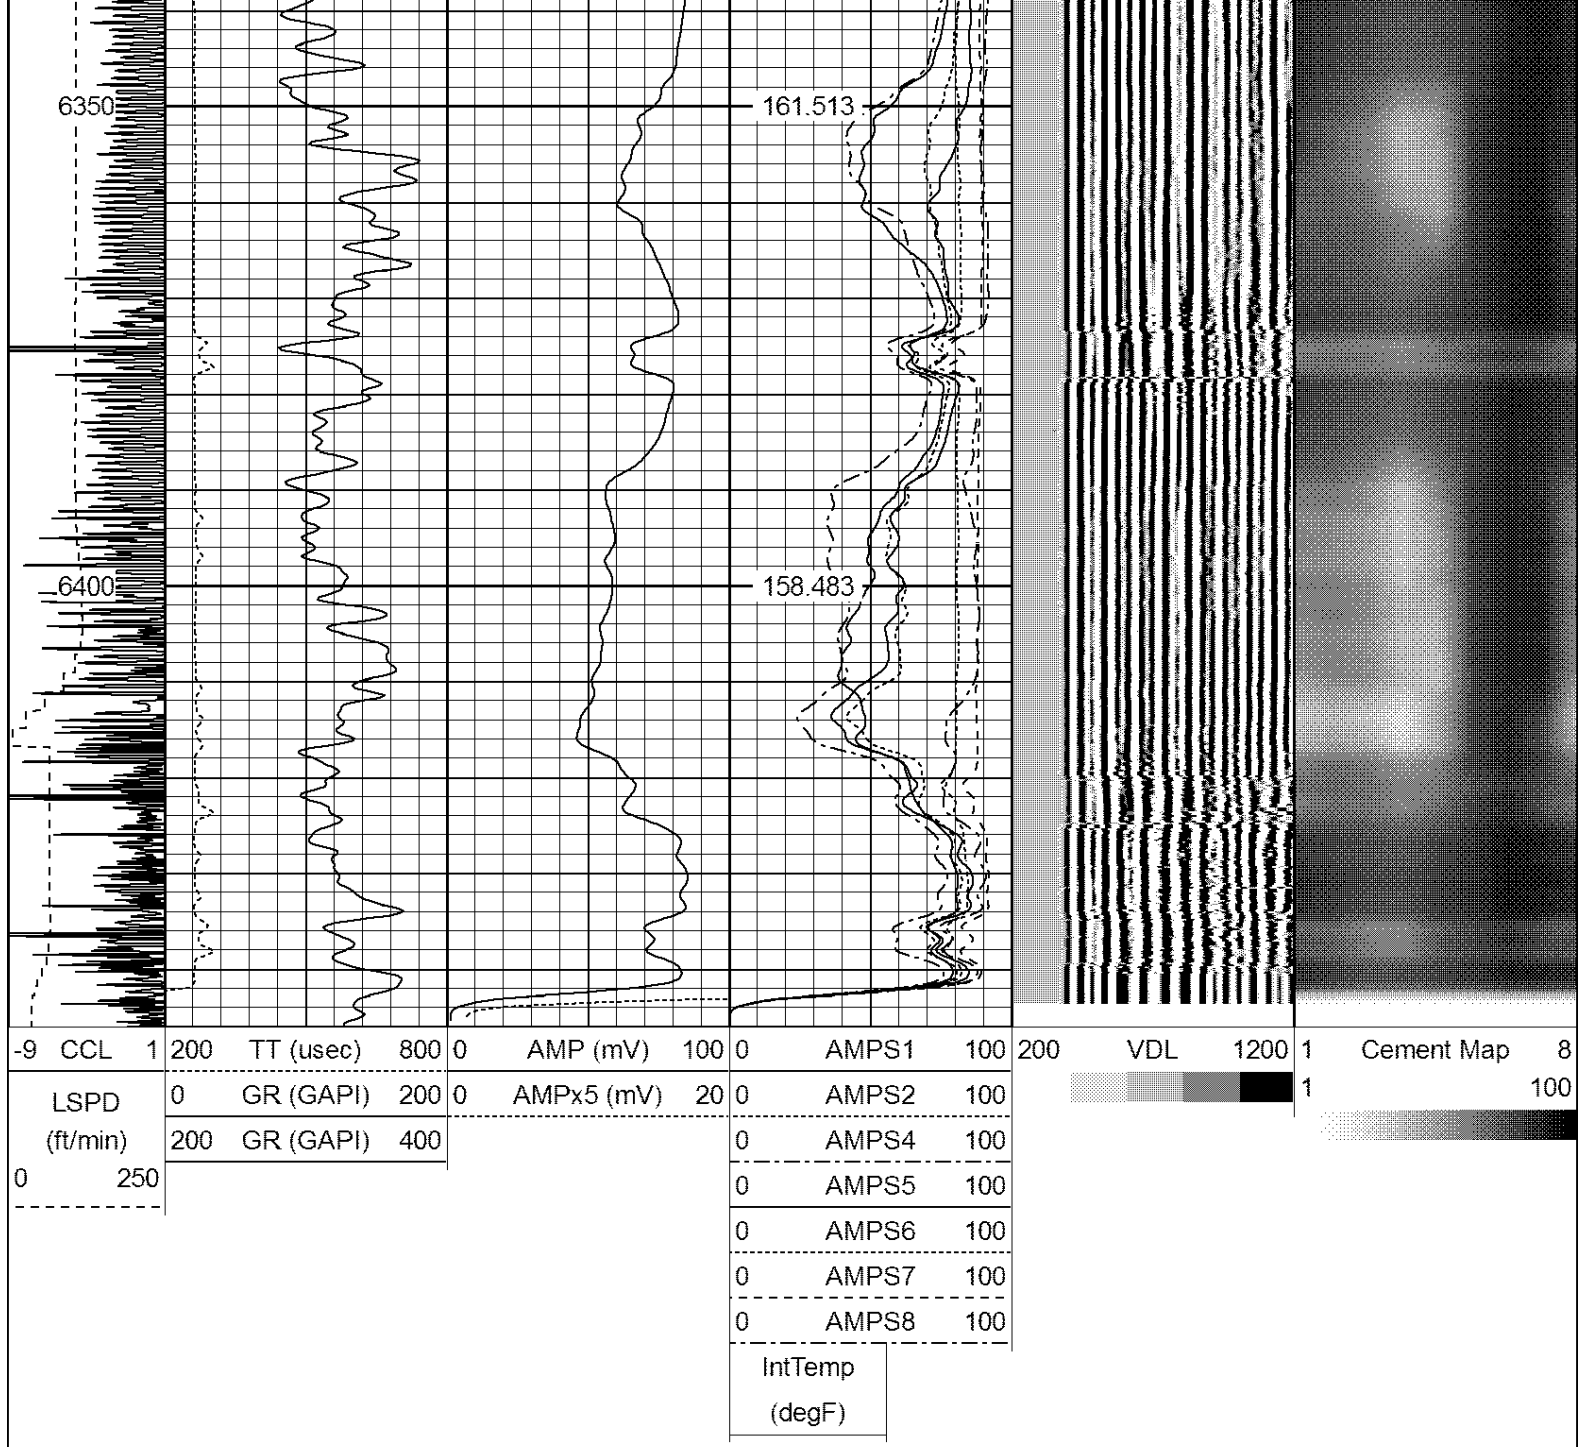 6350
161.513
6400
158.483
-9 CCL 1
LSPD
(ft/min)
0 250
200 TT (usec) 800
0 GR (GAPI) 200
200 GR (GAPI) 400
0 AMP (mV) 100
0 AMPx5 (mV) 20
0 AMPS1 100
0 AMPS2 100
0 AMPS4 100
0 AMPS5 100
0 AMPS6 100
0 AMPS7 100
0 AMPS8 100
IntTemp
(degF)
200 VDL 1200
1 Cement Map 8
1 100